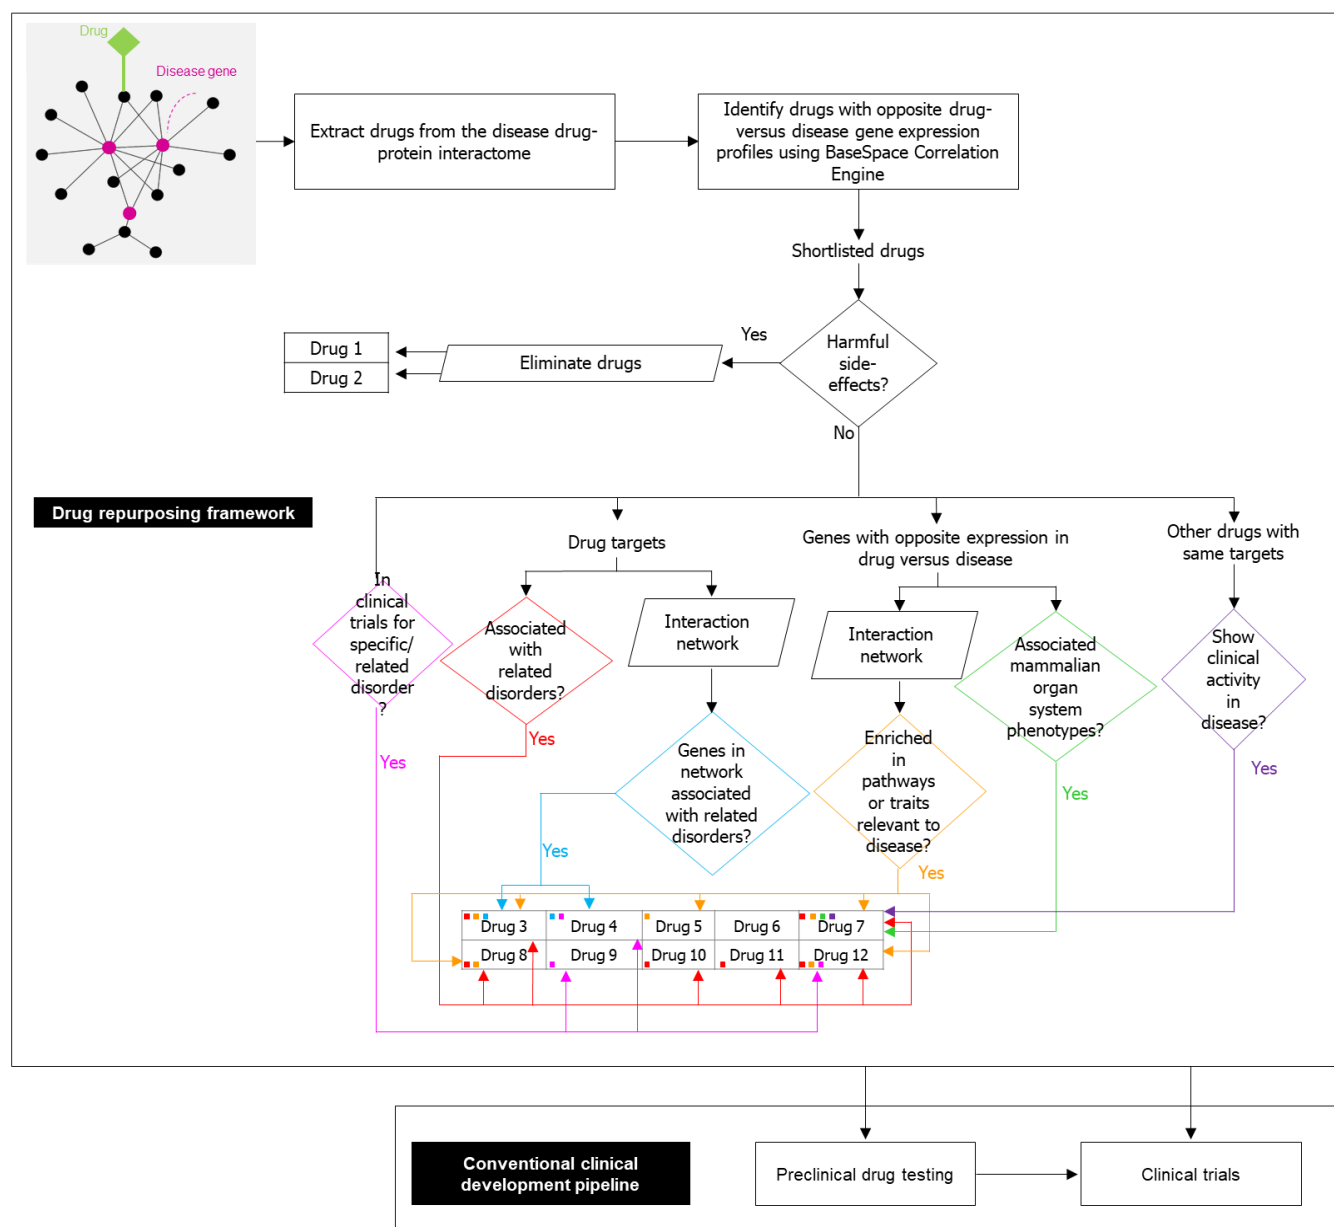 Drug
Disease gene
Extract drugs from the disease drug-
protein interactome
Identify drugs with opposite drug-
versus disease gene expression
profiles using BaseSpace Correlation
Engine
Shortlisted drugs
Harmful
side-
effects?
Yes
Eliminate drugs
Drug 1
Drug 2
No
Drug repurposing framework
In
clinical
trials for
specific/
related
disorder
?
Yes
Drug targets
Associated
with
related
disorders?
Yes
Interaction
network
Genes in
network
associated
with related
disorders?
Yes
Genes with opposite expression in
drug versus disease
Interaction
network
Enriched
in
pathways
or traits
relevant to
disease?
Yes
Associated
mammalian
organ
system
phenotypes?
Yes
Other drugs with
same targets
Show
clinical
activity
in
disease?
Yes
Drug 3
Drug 4
Drug 5
Drug 6
Drug 7
Drug 8
Drug 9
Drug 10
Drug 11
Drug 12
Conventional clinical
development pipeline
Preclinical drug testing
Clinical trials